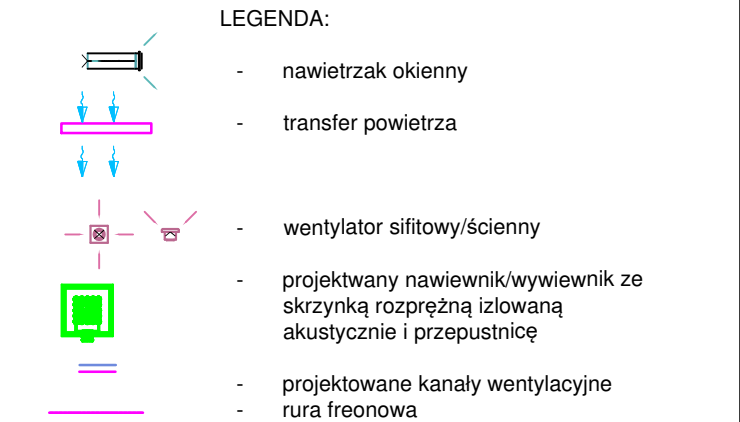 LEGENDA:
- nawietrzak okienny
- transfer powietrza
- wentylator sifitowy/ścienny
- projektwany nawiewnik/wywiewnik ze
skrzynką rozprężną izlowaną
akustycznie i przepustnicę
- projektowane kanały wentylacyjne
- rura freonowa